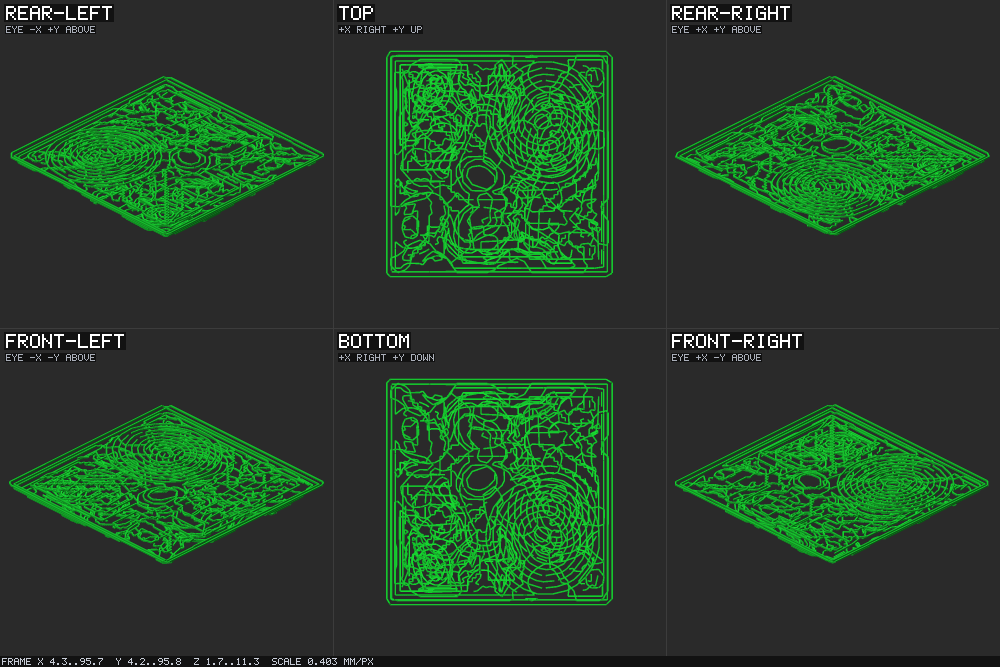 REAR-LEFT
EYE -X +Y ABOVE
TOP
+X RIGHT +Y UP
REAR-RIGHT
EYE +X +Y ABOVE
FRONT-LEFT
EYE -X -Y ABOVE
BOTTOM
+X RIGHT +Y DOWN
FRONT-RIGHT
EYE +X -Y ABOVE
FRAME X 4.3..95.7 Y 4.2..95.8 Z 1.7..11.3 SCALE 0.403 MM/PX